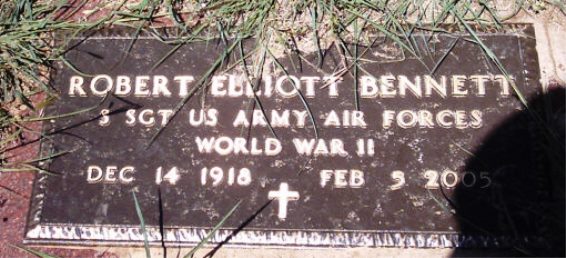 ROBERT ELLIOTT BENNETT
S SGT US ARMY AIR FORCES
WORLD WAR II
DEC 14 1918 FEB 5 2005